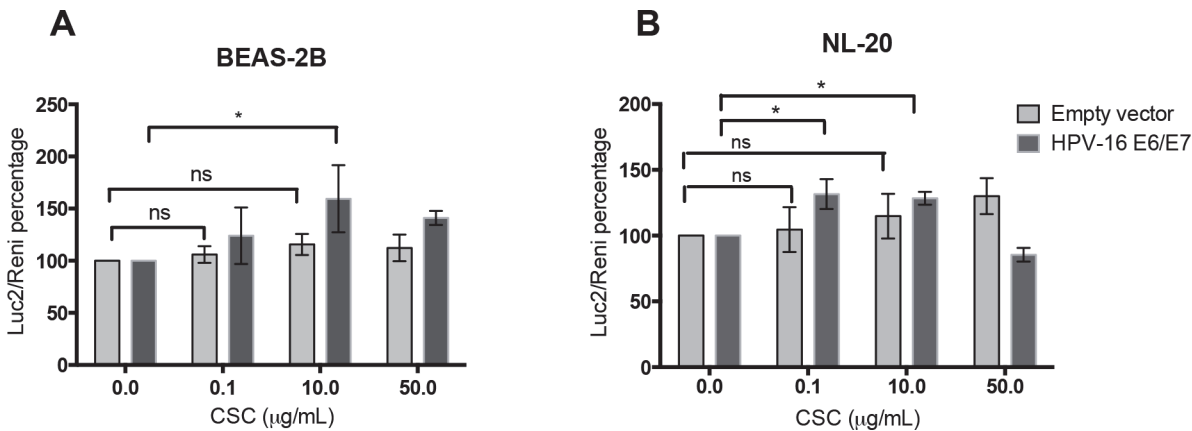 A
BEAS-2B
Luc2/Reni percentage
250
200
150
100
50
0
*
ns
ns
0.0 0.1 10.0 50.0
CSC (µg/mL)
B
NL-20
Luc2/Reni percentage
200
150
100
50
0
*
*
ns
ns
0.0 0.1 10.0 50.0
CSC (µg/mL)
Empty vector
HPV-16 E6/E7